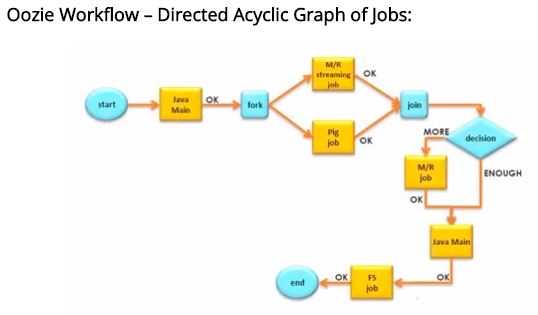 Oozie Workflow – Directed Acyclic Graph of Jobs:
start
Java
Main
OK
fork
M/R
streaming
job
OK
Pig
job
OK
join
decision
MORE
ENOUGH
M/R
job
OK
Java Main
OK
FS
job
OK
end